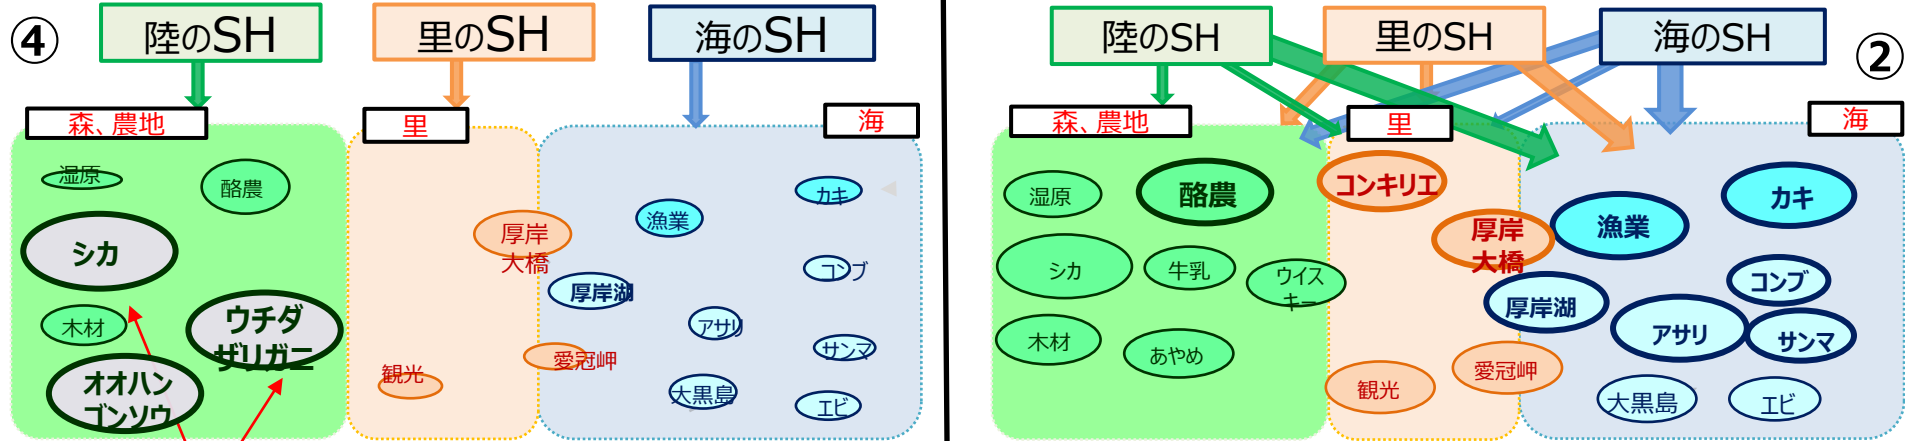 ④
陸のSH
里のSH
海のSH
森、農地
里
海
湿原
酪農
シカ
木材
ウチダ
ザリガニ
オオハン
ゴンソウ
厚岸
大橋
観光
愛冠岬
漁業
厚岸湖
アサリ
大黒島
カキ
コンブ
サンマ
エビ
②
陸のSH
里のSH
海のSH
森、農地
里
海
湿原
酪農
シカ
牛乳
ウイス
キー
木材
あやめ
コンキリエ
厚岸
大橋
観光
愛冠岬
漁業
カキ
厚岸湖
コンブ
アサリ
サンマ
大黒島
エビ